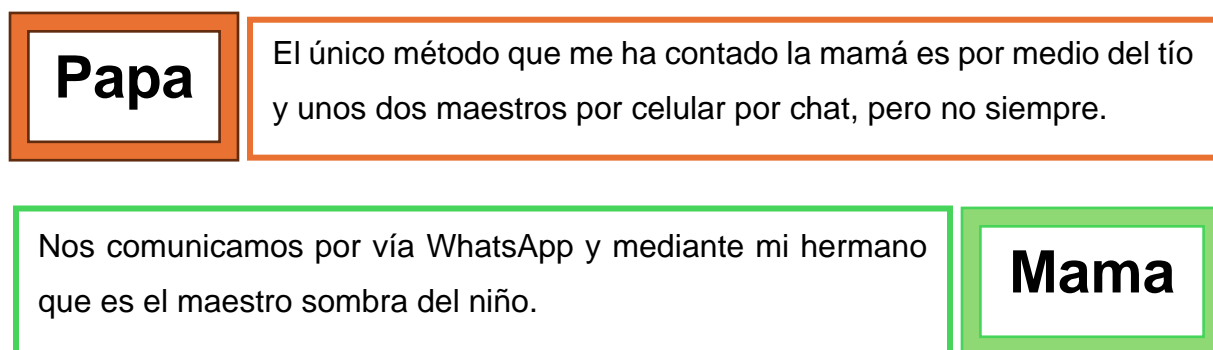 Papa
El único método que me ha contado la mamá es por medio del tío
y unos dos maestros por celular por chat, pero no siempre.
Nos comunicamos por vía WhatsApp y mediante mi hermano
que es el maestro sombra del niño.
Mama